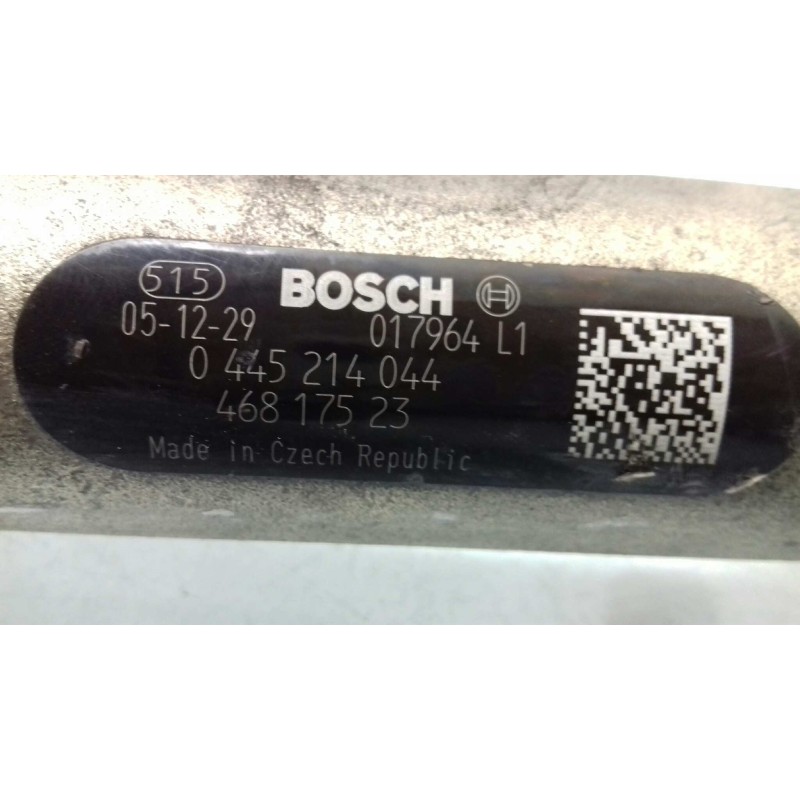 515 BOSCH
05-12-29 017964 L1
0 445 214 044
468 175 23
Made in Czech Republic